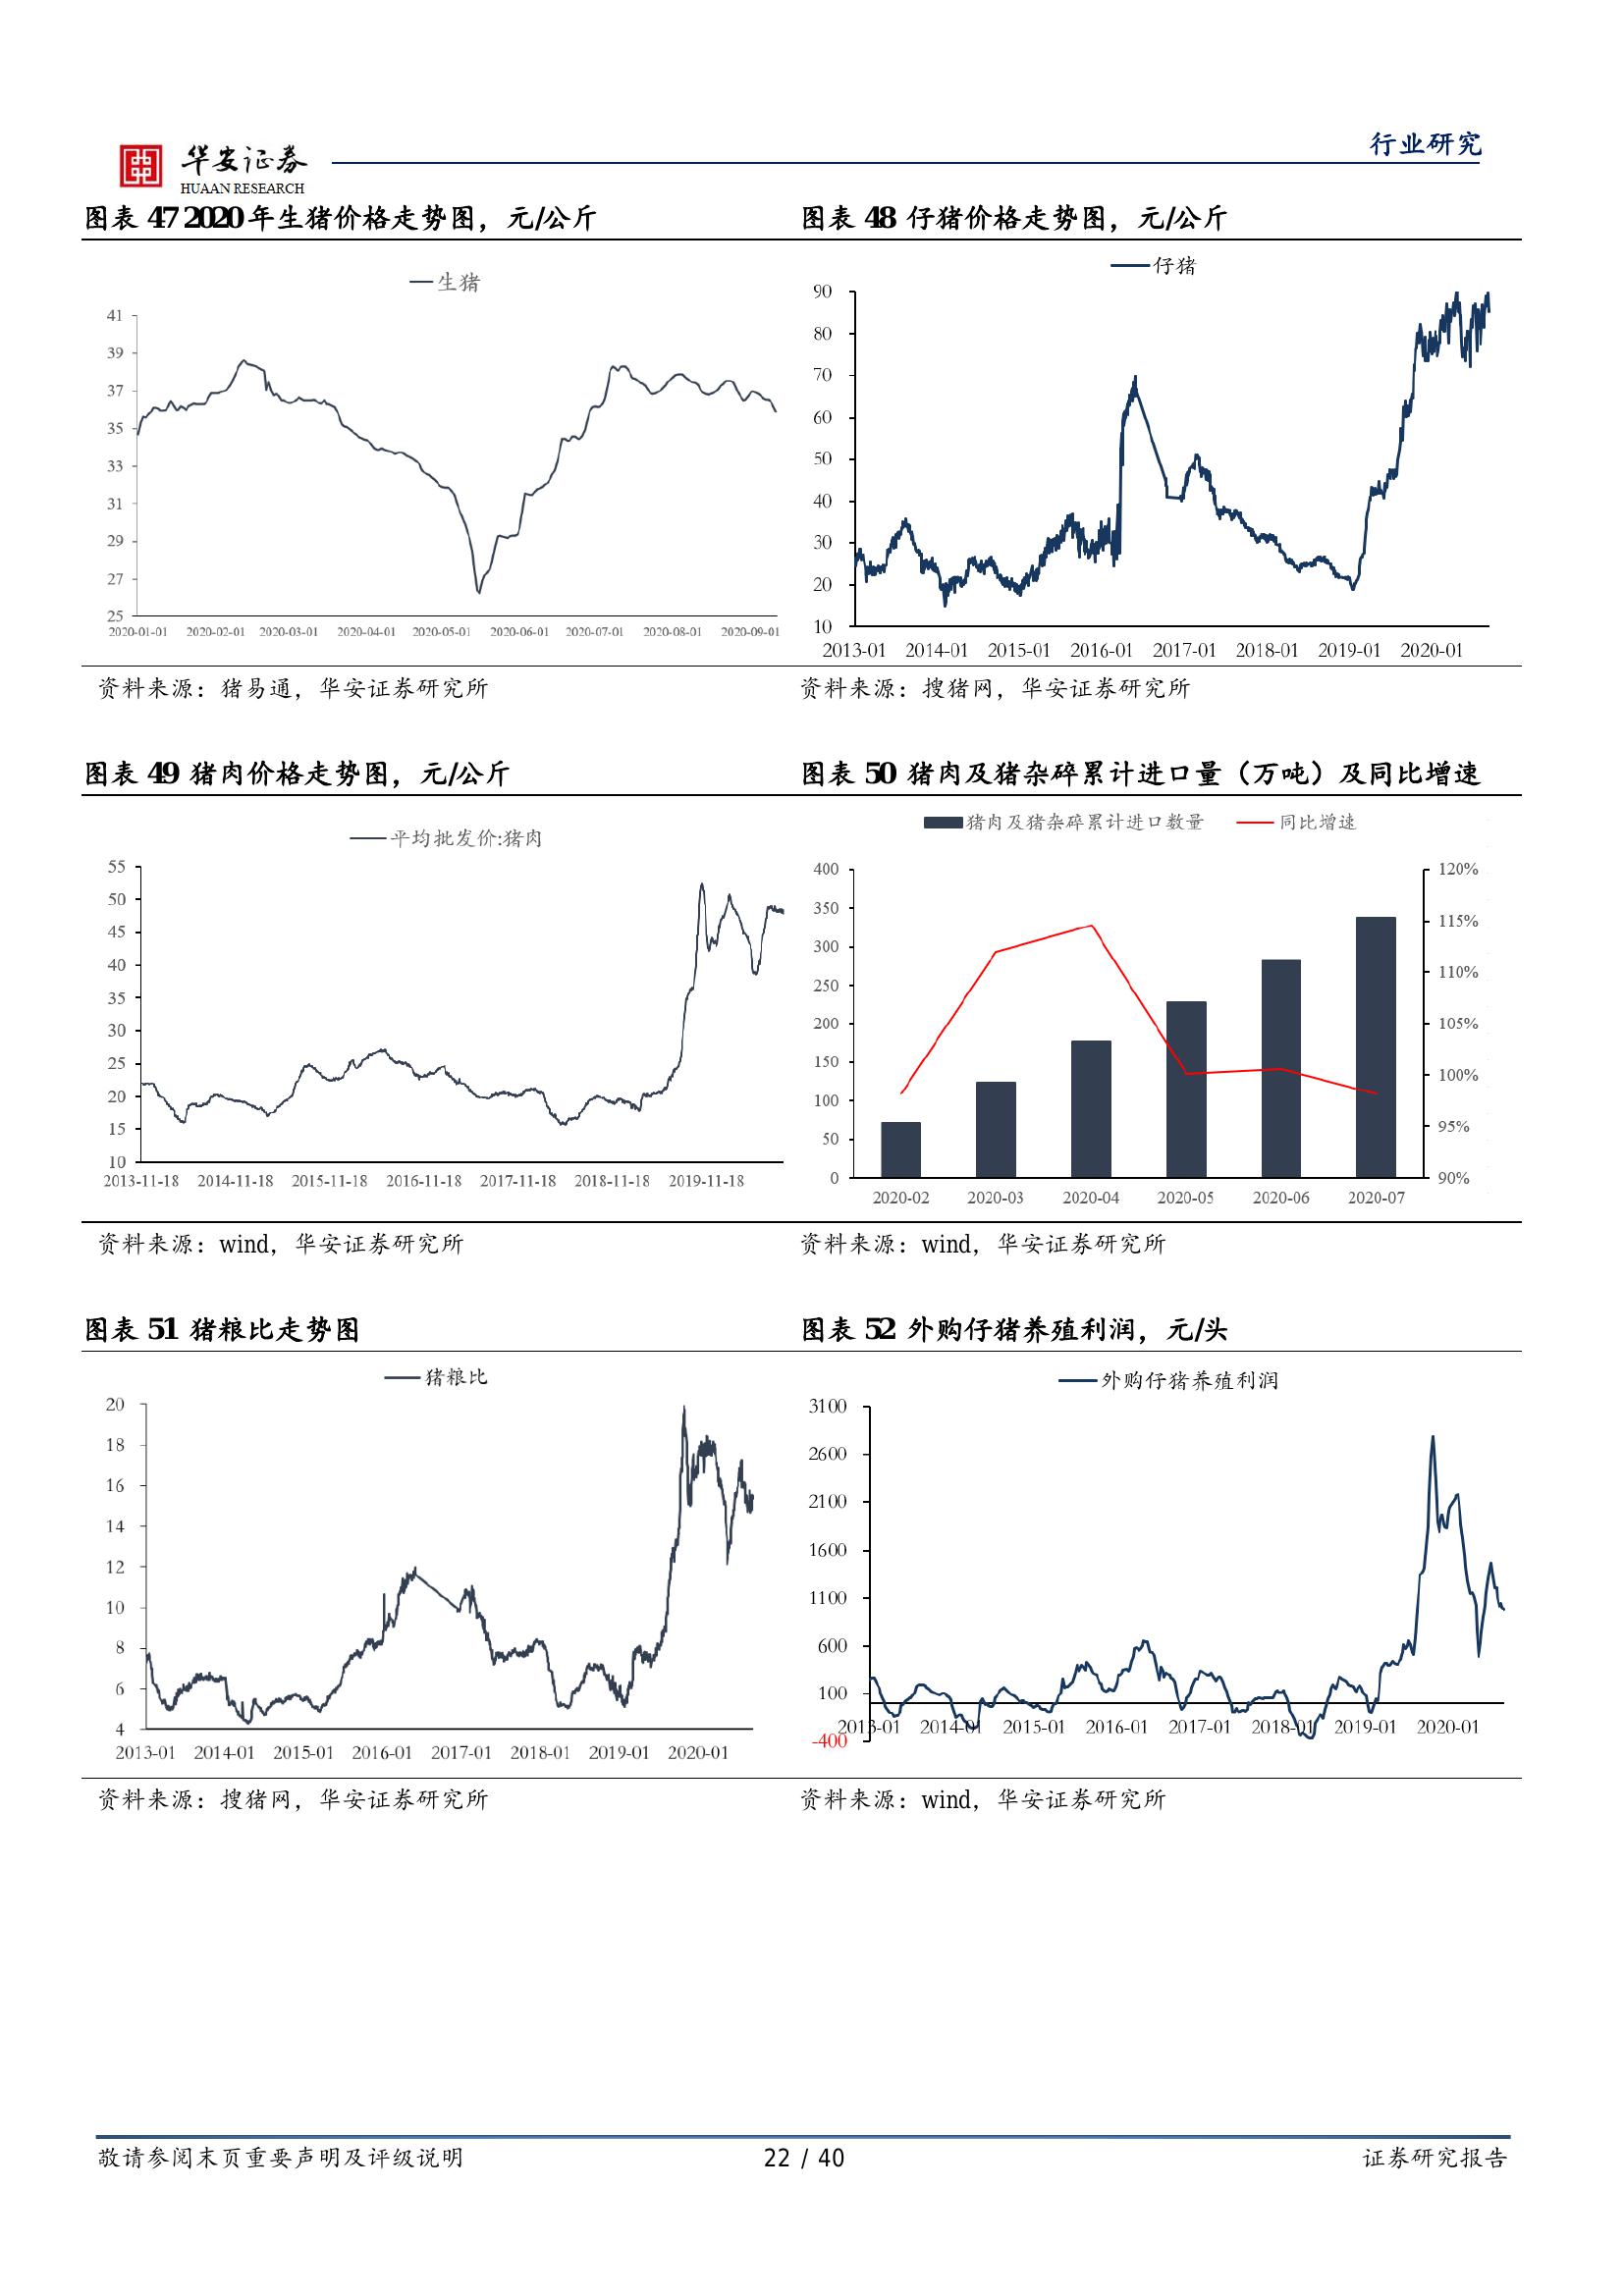 行业研究
华安证券
HUAAN RESEARCH
图表 47 2020 年生猪价格走势图，元/公斤
生猪
41
39
37
35
33
31
29
27
25
2020-01-01 2020-02-01 2020-03-01 2020-04-01 2020-05-01 2020-06-01 2020-07-01 2020-08-01 2020-09-01
资料来源：猪易通，华安证券研究所
图表 48 仔猪价格走势图，元/公斤
仔猪
90
80
70
60
50
40
30
20
10
2013-01 2014-01 2015-01 2016-01 2017-01 2018-01 2019-01 2020-01
资料来源：搜猪网，华安证券研究所
图表 49 猪肉价格走势图，元/公斤
平均批发价:猪肉
55
50
45
40
35
30
25
20
15
10
2013-11-18 2014-11-18 2015-11-18 2016-11-18 2017-11-18 2018-11-18 2019-11-18
资料来源：wind，华安证券研究所
图表 50 猪肉及猪杂碎累计进口量（万吨）及同比增速
猪肉及猪杂碎累计进口数量 同比增速
400 120%
350 115%
300
250 110%
200 105%
150
100 100%
50 95%
0 90%
2020-02 2020-03 2020-04 2020-05 2020-06 2020-07
资料来源：wind，华安证券研究所
图表 51 猪粮比走势图
猪粮比
20
18
16
14
12
10
8
6
4
2013-01 2014-01 2015-01 2016-01 2017-01 2018-01 2019-01 2020-01
资料来源：搜猪网，华安证券研究所
图表 52 外购仔猪养殖利润，元/头
外购仔猪养殖利润
3100
2600
2100
1600
1100
600
100
-400
2013-01 2014-01 2015-01 2016-01 2017-01 2018-01 2019-01 2020-01
资料来源：wind，华安证券研究所
敬请参阅末页重要声明及评级说明 22 / 40 证券研究报告